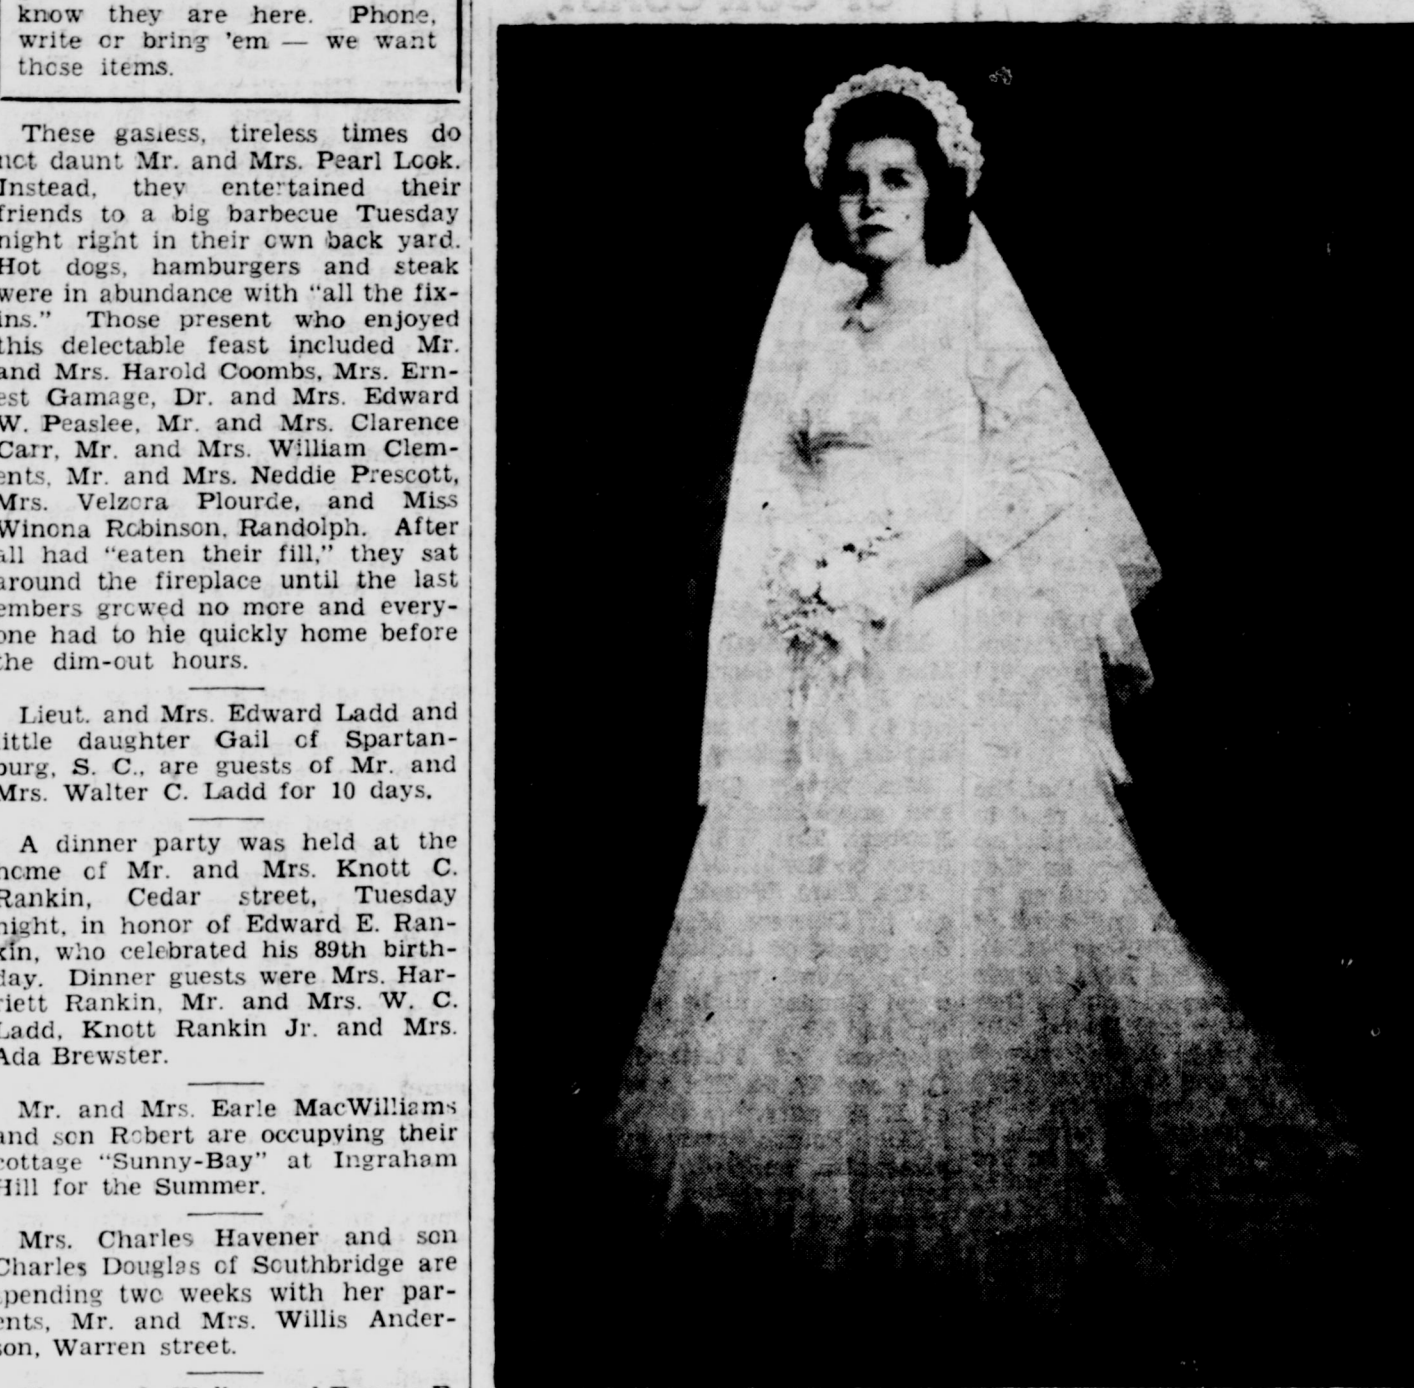 know they are here. Phone,
write or bring 'em — we want
those items.
These gasless, tireless times do
not daunt Mr. and Mrs. Pearl Look.
Instead, they entertained their
friends to a big barbecue Tuesday
night right in their own back yard.
Hot dogs, hamburgers and steak
were in abundance with "all the fix-
ins." Those present who enjoyed
this delectable feast included Mr.
and Mrs. Harold Coombs, Mrs. Ern-
est Gamage, Dr. and Mrs. Edward
W. Peaslee, Mr. and Mrs. Clarence
Carr, Mr. and Mrs. William Clem-
ents, Mr. and Mrs. Neddie Prescott,
Mrs. Velzora Plourde, and Miss
Winona Robinson, Randolph. After
all had "eaten their fill," they sat
around the fireplace until the last
embers growed no more and every-
one had to hie quickly home before
the dim-out hours.
Lieut. and Mrs. Edward Ladd and
little daughter Gail of Spartan-
burg, S. C., are guests of Mr. and
Mrs. Walter C. Ladd for 10 days.
A dinner party was held at the
home of Mr. and Mrs. Knott C.
Rankin, Cedar street, Tuesday
night, in honor of Edward E. Ran-
kin, who celebrated his 89th birth-
day. Dinner guests were Mrs. Har-
riett Rankin, Mr. and Mrs. W. C.
Ladd, Knott Rankin Jr. and Mrs.
Ada Brewster.
Mr. and Mrs. Earle MacWilliams
and son Robert are occupying their
cottage "Sunny-Bay" at Ingraham
Hill for the Summer.
Mrs. Charles Havener and son
Charles Douglas of Southbridge are
spending two weeks with her par-
ents, Mr. and Mrs. Willis Ander-
son, Warren street.